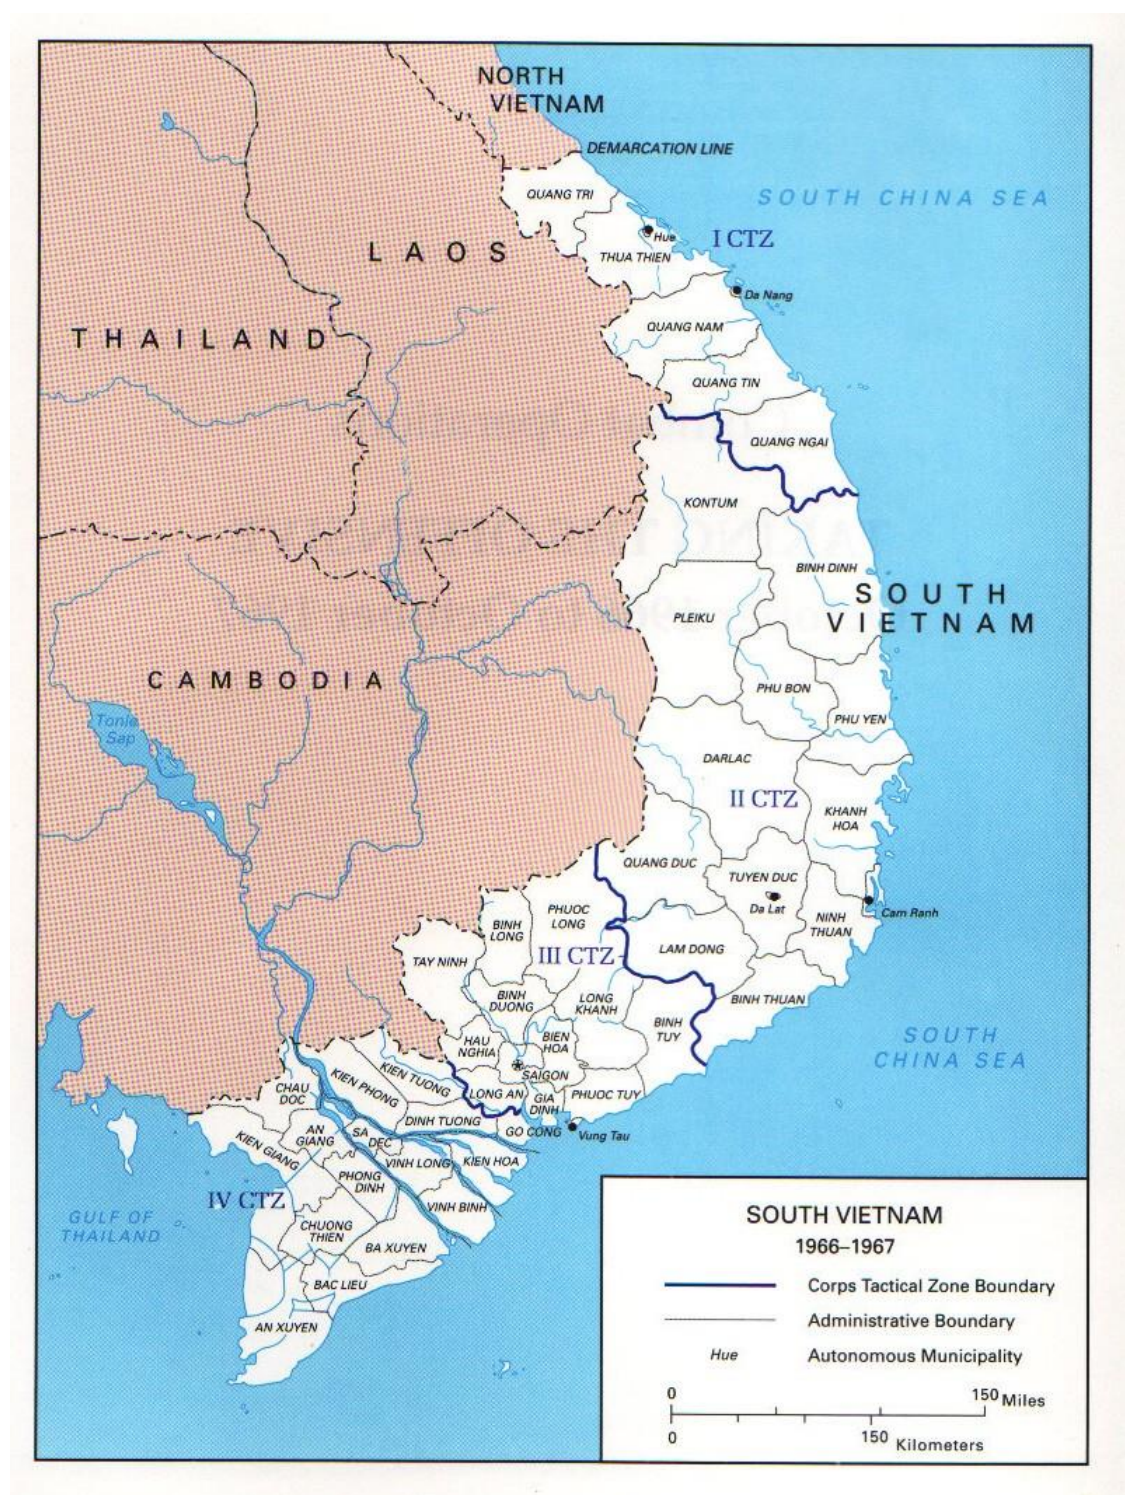 NORTH
VIETNAM
DEMARCATION LINE
SOUTH CHINA SEA
QUANG TRI
Hue
I CTZ
LAOS
THUA THIEN
Da Nang
THAILAND
QUANG NAM
QUANG TIN
QUANG NGAI
KONTUM
BINH DINH
SOUTH
VIETNAM
PLEIKU
CAMBODIA
PHU BON
Tonle
Sap
PHU YEN
DARLAC
II CTZ
KHANH
HOA
QUANG DUC
TUYEN DUC
Da Lat
Cam Ranh
NINH
THUAN
PHUOC
LONG
BINH
LONG
III CTZ
LAM DONG
TAY NINH
BINH
DUONG
LONG
KHANH
BINH THUAN
BINH
TUY
SOUTH
CHINA SEA
HAU
NGHIA
BIEN
HOA
SAIGON
KIEN TUONG
KIEN PHONG
CHAU
DOC
LONG AN
GIA
DINH
PHUOC TUY
DINH TUONG
GO CONG
Vung Tau
AN
GIANG
SA
DEC
KIEN GIANG
VINH LONG
KIEN HOA
PHONG
DINH
IV CTZ
VINH BINH
GULF OF
THAILAND
CHUONG
THIEN
BA XUYEN
BAC LIEU
AN XUYEN
SOUTH VIETNAM
1966–1967
Corps Tactical Zone Boundary
Administrative Boundary
Hue Autonomous Municipality
0 150 Miles
0 150 Kilometers